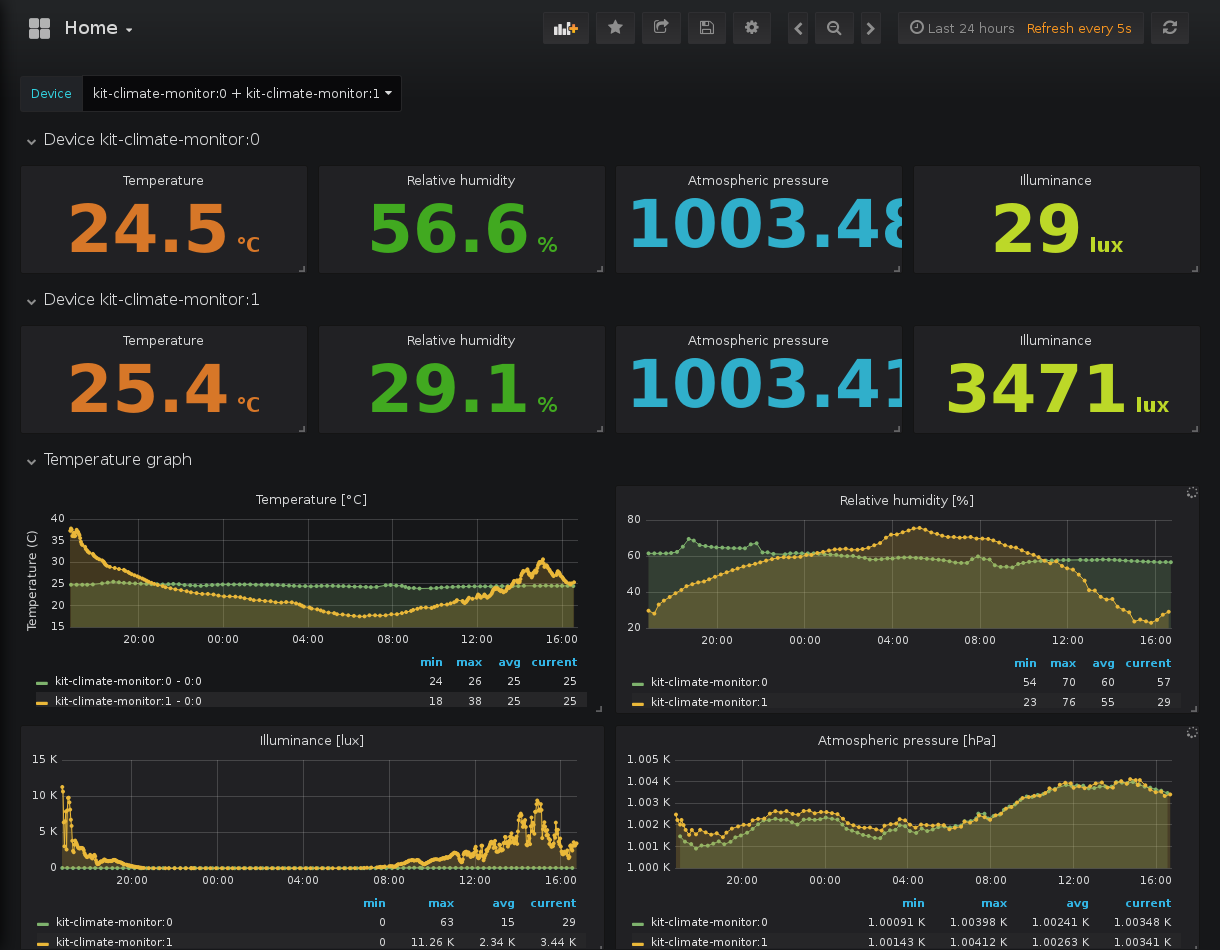 Home
Last 24 hours Refresh every 5s
Device kit-climate-monitor:0 + kit-climate-monitor:1
Device kit-climate-monitor:0
Temperature
24.5 °C
Relative humidity
56.6 %
Atmospheric pressure
1003.48
Illuminance
29 lux
Device kit-climate-monitor:1
Temperature
25.4 °C
Relative humidity
29.1 %
Atmospheric pressure
1003.41
Illuminance
3471 lux
Temperature graph
Temperature [°C]
Temperature (C)
40
35
30
25
20
15
20:00 00:00 04:00 08:00 12:00 16:00
min max avg current
kit-climate-monitor:0 - 0:0 24 26 25 25
kit-climate-monitor:1 - 0:0 18 38 25 25
Relative humidity [%]
80
60
40
20
20:00 00:00 04:00 08:00 12:00 16:00
min max avg current
kit-climate-monitor:0 54 70 60 57
kit-climate-monitor:1 23 76 55 29
Illuminance [lux]
15 K
10 K
5 K
0
20:00 00:00 04:00 08:00 12:00 16:00
min max avg current
kit-climate-monitor:0 0 63 15 29
kit-climate-monitor:1 0 11.26 K 2.34 K 3.44 K
Atmospheric pressure [hPa]
1.005 K
1.004 K
1.003 K
1.002 K
1.001 K
1.000 K
20:00 00:00 04:00 08:00 12:00 16:00
min max avg current
kit-climate-monitor:0 1.00091 K 1.00398 K 1.00241 K 1.00348 K
kit-climate-monitor:1 1.00143 K 1.00412 K 1.00263 K 1.00341 K